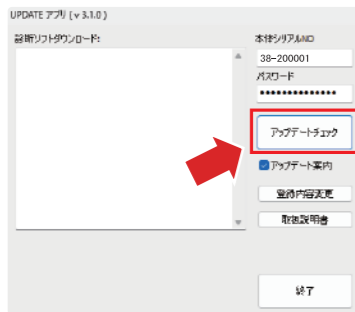 UPDATE アプリ ( v 3.1.0 )
診断ソフトダウンロード:
本体シリアルNO
38-200001
パスワード
••••••••••••••
アップデートチェック
アップデート案内
登録内容変更
取扱説明書
終了